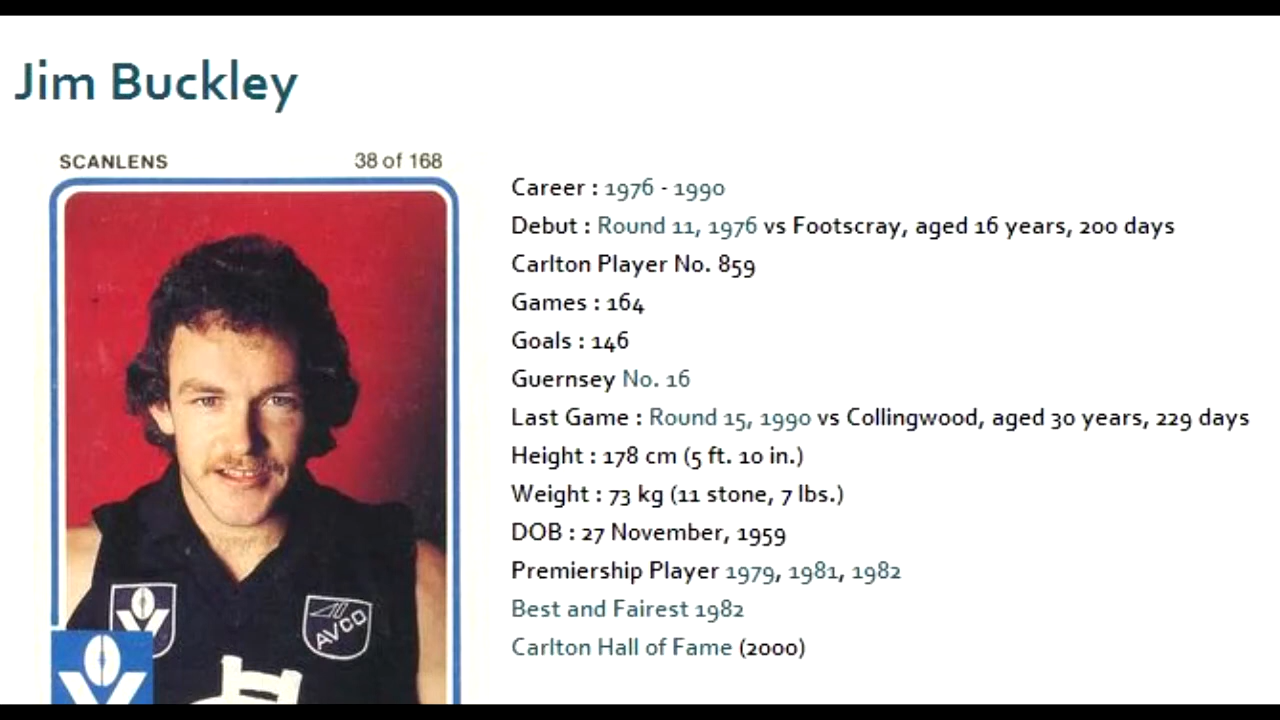 Jim Buckley
SCANLENS 38 of 168
Career : 1976 - 1990
Debut : Round 11, 1976 vs Footscray, aged 16 years, 200 days
Carlton Player No. 859
Games : 164
Goals : 146
Guernsey No. 16
Last Game : Round 15, 1990 vs Collingwood, aged 30 years, 229 days
Height : 178 cm (5 ft. 10 in.)
Weight : 73 kg (11 stone, 7 lbs.)
DOB : 27 November, 1959
Premiership Player 1979, 1981, 1982
Best and Fairest 1982
Carlton Hall of Fame (2000)
AVCO